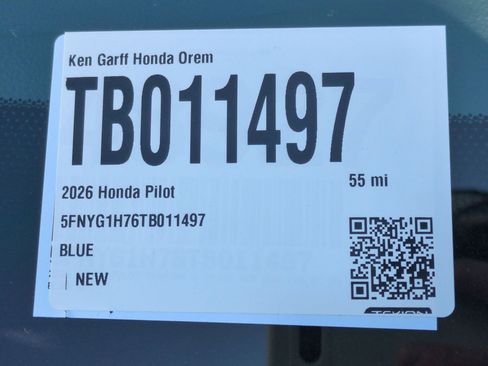 Ken Garff Honda Orem
TB011497
2026 Honda Pilot
55 mi
5FNYG1H76TB011497
BLUE
| NEW
TEKION